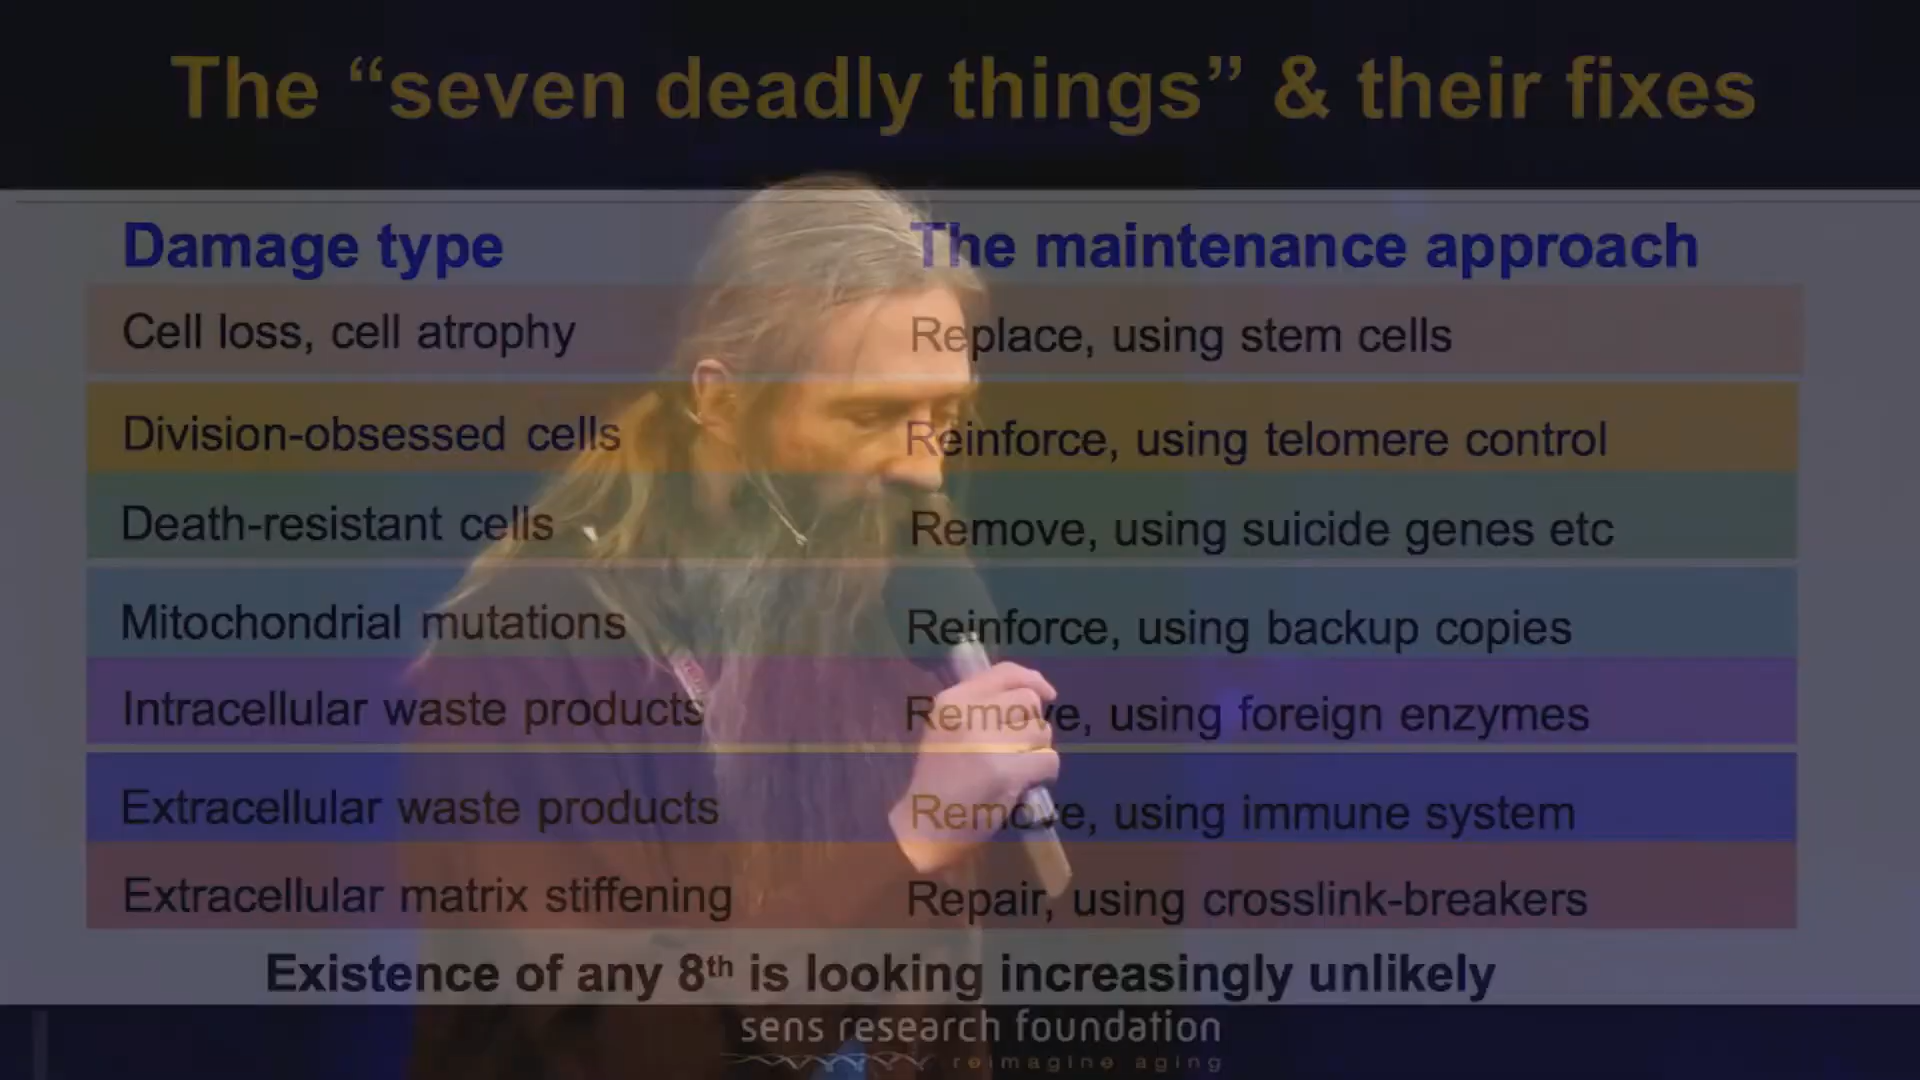 The “seven deadly things” & their fixes
Damage type The maintenance approach
Cell loss, cell atrophy Replace, using stem cells
Division-obsessed cells Reinforce, using telomere control
Death-resistant cells Remove, using suicide genes etc
Mitochondrial mutations Reinforce, using backup copies
Intracellular waste products Remove, using foreign enzymes
Extracellular waste products Remove, using immune system
Extracellular matrix stiffening Repair, using crosslink-breakers
Existence of any 8th is looking increasingly unlikely
sens research foundation
reimagine aging